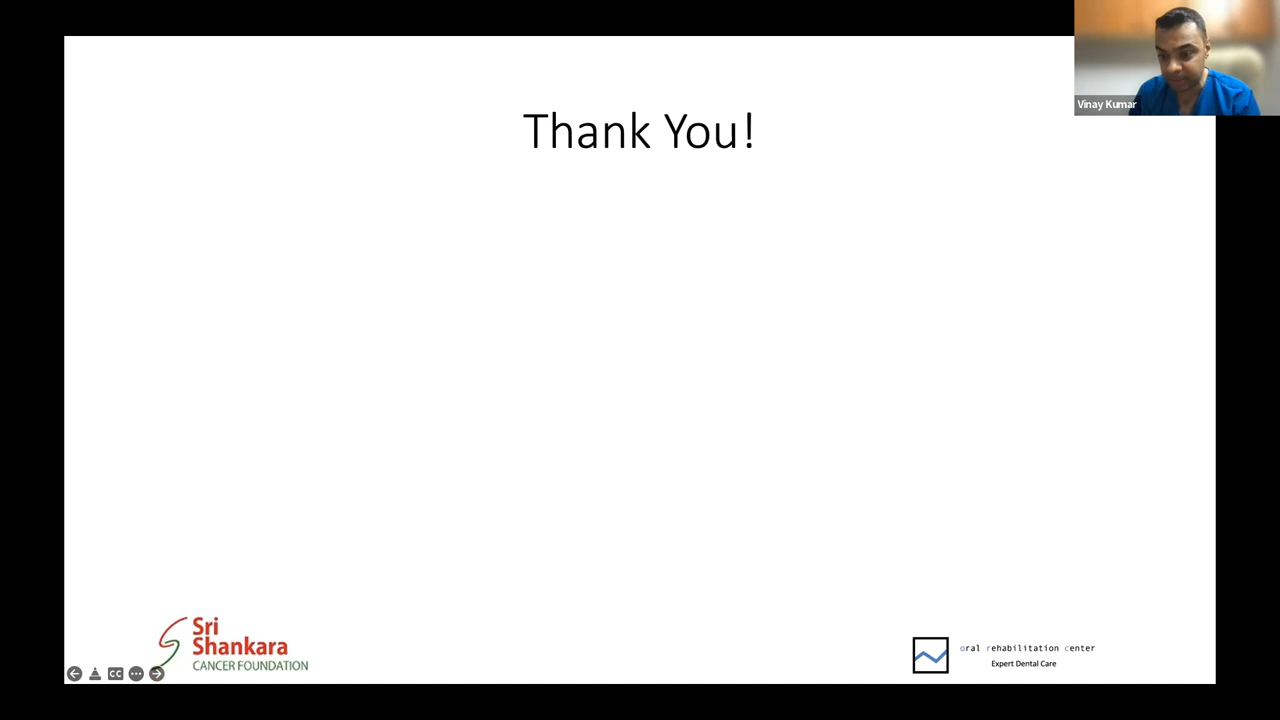 Vinay Kumar
Thank You!
Sri
Shankara
CANCER FOUNDATION
oral rehabilitation center
Expert Dental Care
CC